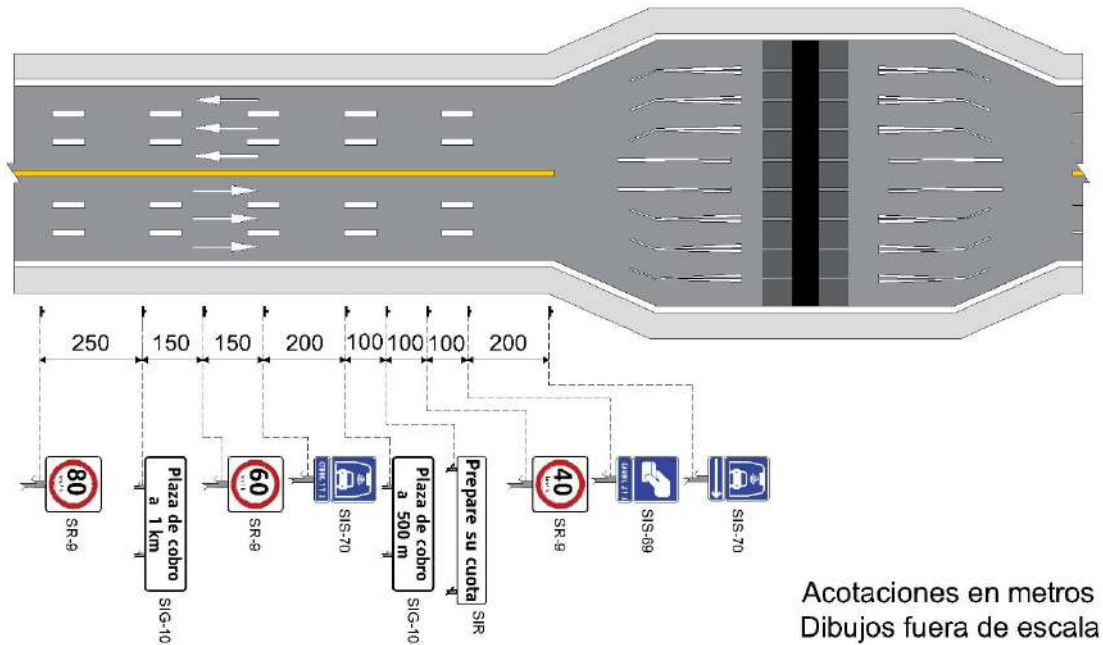 250
150
150
200
100
100
100
200
80
SR-9
Plaza de cobro
a 1 km
SIG-10
60
SR-9
SIS-70
Plaza de cobro
a 500 m
SIG-10
Prepare su cuota
SIR
40
SR-9
SIS-69
SIS-70
Acotaciones en metros
Dibujos fuera de escala